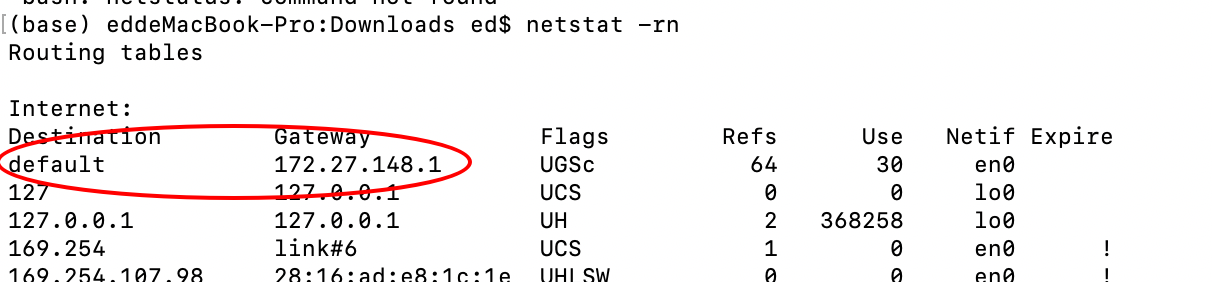 bash: netstatus: command not found
(base) eddeMacBook-Pro:Downloads ed$ netstat -rn
Routing tables
Internet:
Destination Gateway Flags Refs Use Netif Expire
default 172.27.148.1 UGSc 64 30 en0
127 127.0.0.1 UCS 0 0 lo0
127.0.0.1 127.0.0.1 UH 2 368258 lo0
169.254 link#6 UCS 1 0 en0 !
169.254.107.98 28:16:ad:e8:1c:1e UHLSW 0 0 en0 !